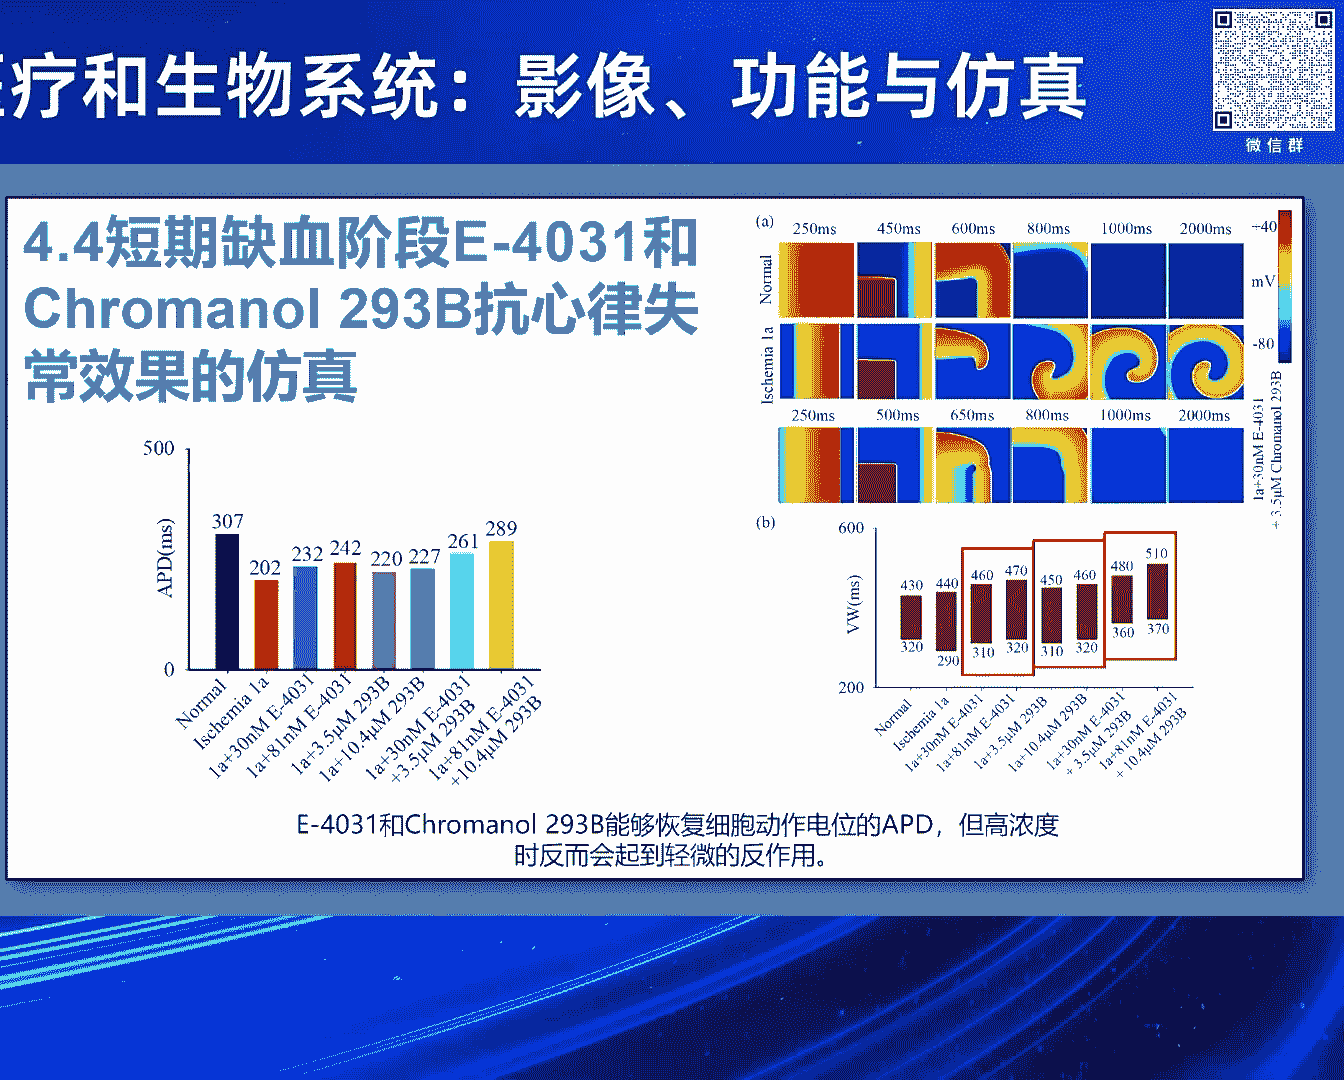 疗和生物系统：影像、功能与仿真
微信群
4.4短期缺血阶段E-4031和
Chromanol 293B抗心律失
常效果的仿真
(a)
250ms 450ms 600ms 800ms 1000ms 2000ms
Normal
Ischemia 1a
250ms 500ms 650ms 800ms 1000ms 2000ms
1a+30nM E-4031
+ 3.5μM Chromanol 293B
+40
mV
-80
500
APD(ms)
0
307
202
232
242
220
227
261
289
Normal
Ischemia 1a
1a+30nM E-4031
1a+81nM E-4031
1a+3.5μM 293B
1a+10.4μM 293B
1a+30nM E-4031
+3.5μM 293B
1a+81nM E-4031
+10.4μM 293B
(b)
600
VW(ms)
200
430
320
440
290
460
310
470
320
450
310
460
320
480
360
510
370
Normal
Ischemia 1a
1a+30nM E-4031
1a+81nM E-4031
1a+3.5μM 293B
1a+10.4μM 293B
1a+30nM E-4031
+ 3.5μM 293B
1a+81nM E-4031
+ 10.4μM 293B
E-4031和Chromanol 293B能够恢复细胞动作电位的APD，但高浓度
时反而会起到轻微的反作用。